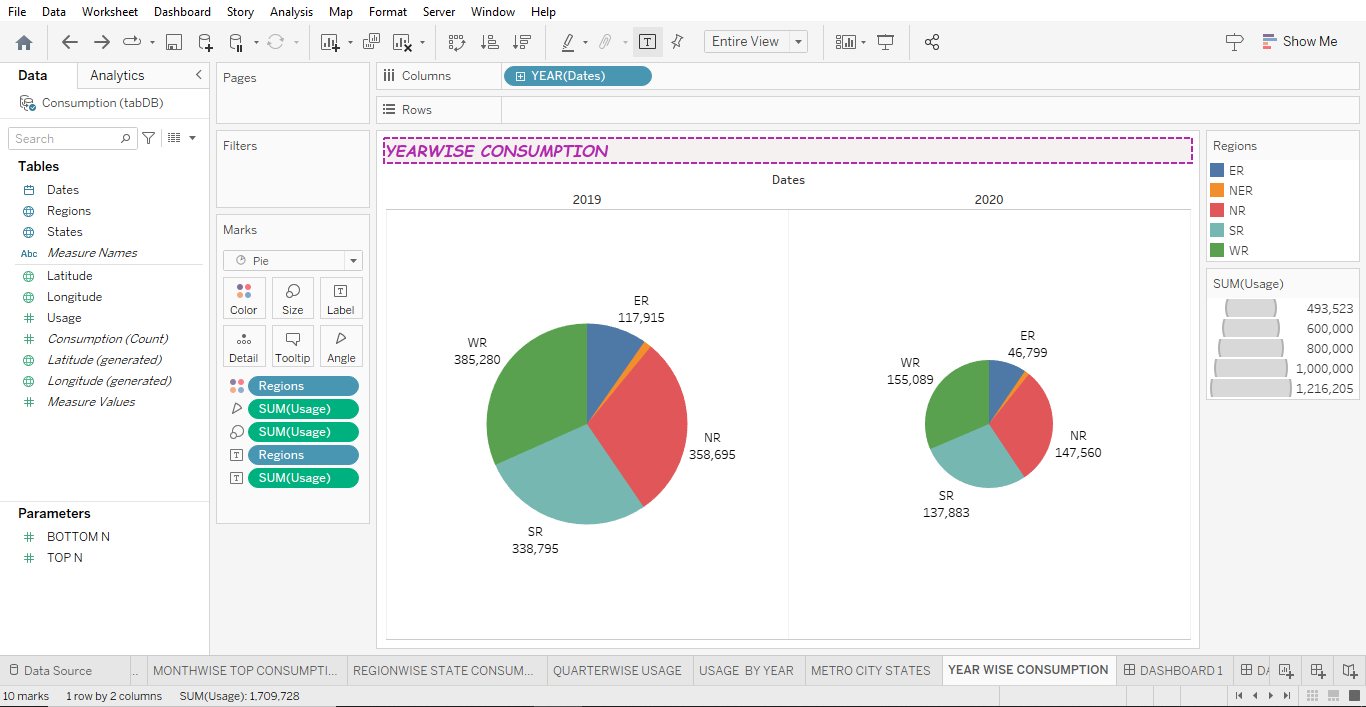 File Data Worksheet Dashboard Story Analysis Map Format Server Window Help
Entire View
Show Me
Data Analytics
Consumption (tabDB)
Search
Tables
Dates
Regions
States
Abc Measure Names
Latitude
Longitude
Usage
Consumption (Count)
Latitude (generated)
Longitude (generated)
Measure Values
Parameters
BOTTOM N
TOP N
Pages
Filters
Marks
Pie
Color Size Label
Detail Tooltip Angle
Regions
SUM(Usage)
SUM(Usage)
Regions
SUM(Usage)
Columns YEAR(Dates)
Rows
YEARWISE CONSUMPTION
Dates
2019 2020
ER
117,915
NR
358,695
SR
338,795
WR
385,280
ER
46,799
NR
147,560
SR
137,883
WR
155,089
Regions
ER
NER
NR
SR
WR
SUM(Usage)
493,523
600,000
800,000
1,000,000
1,216,205
Data Source .. MONTHWISE TOP CONSUMPTI... REGIONWISE STATE CONSUM... QUARTERWISE USAGE USAGE BY YEAR METRO CITY STATES YEAR WISE CONSUMPTION DASHBOARD 1 DA
10 marks 1 row by 2 columns SUM(Usage): 1,709,728